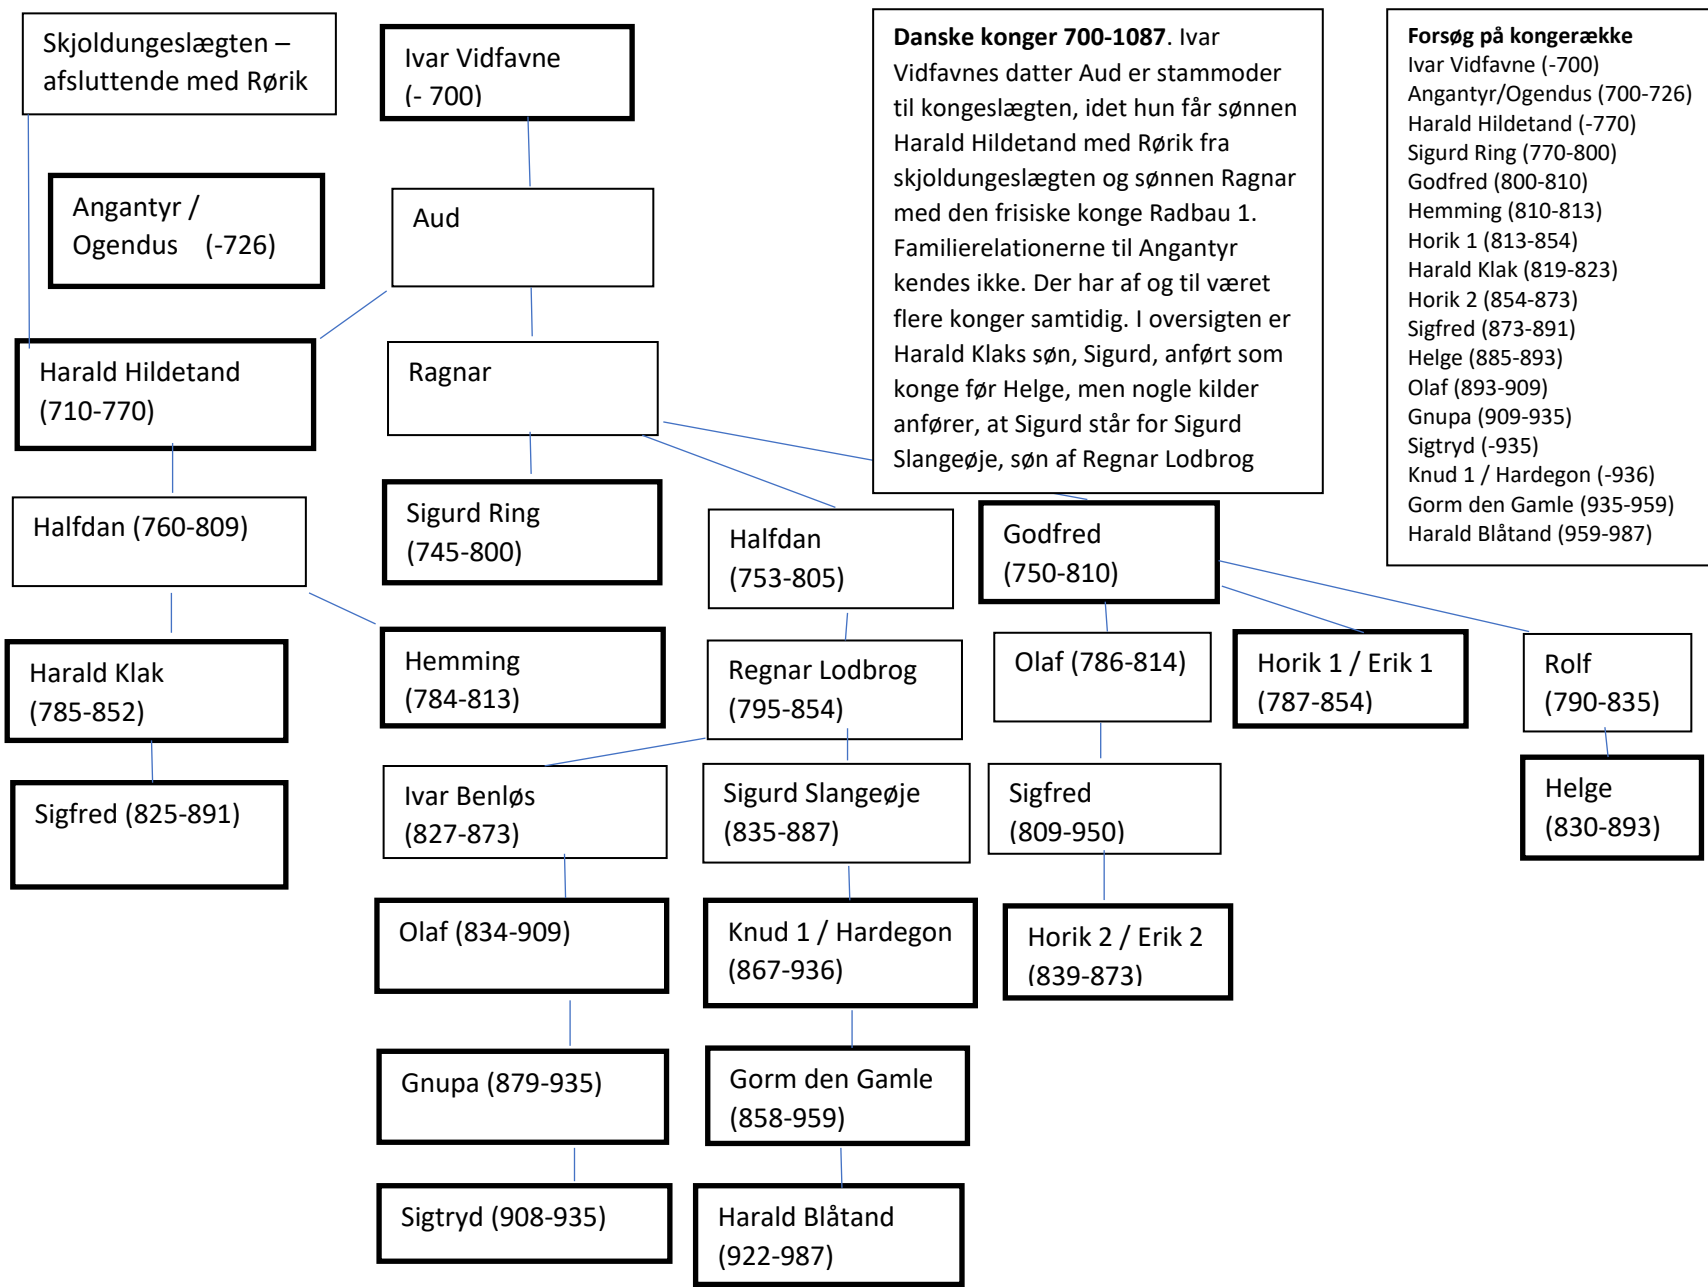 Skjoldungeslægten –
afsluttende med Rørik
Ivar Vidfavne
(- 700)
Danske konger 700-1087. Ivar
Vidfavnes datter Aud er stammoder
til kongeslægten, idet hun får sønnen
Harald Hildetand med Rørik fra
skjoldungeslægten og sønnen Ragnar
med den frisiske konge Radbau 1.
Familierelationerne til Angantyr
kendes ikke. Der har af og til været
flere konger samtidig. I oversigten er
Harald Klaks søn, Sigurd, anført som
konge før Helge, men nogle kilder
anfører, at Sigurd står for Sigurd
Slangeøje, søn af Regnar Lodbrog
Forsøg på kongerække
Ivar Vidfavne (-700)
Angantyr/Ogendus (700-726)
Harald Hildetand (-770)
Sigurd Ring (770-800)
Godfred (800-810)
Hemming (810-813)
Horik 1 (813-854)
Harald Klak (819-823)
Horik 2 (854-873)
Sigfred (873-891)
Helge (885-893)
Olaf (893-909)
Gnupa (909-935)
Sigtryd (-935)
Knud 1 / Hardegon (-936)
Gorm den Gamle (935-959)
Harald Blåtand (959-987)
Angantyr /
Ogendus (-726)
Aud
Harald Hildetand
(710-770)
Ragnar
Halfdan (760-809)
Sigurd Ring
(745-800)
Halfdan
(753-805)
Godfred
(750-810)
Harald Klak
(785-852)
Hemming
(784-813)
Regnar Lodbrog
(795-854)
Olaf (786-814)
Horik 1 / Erik 1
(787-854)
Rolf
(790-835)
Sigfred (825-891)
Ivar Benløs
(827-873)
Sigurd Slangeøje
(835-887)
Sigfred
(809-950)
Helge
(830-893)
Olaf (834-909)
Knud 1 / Hardegon
(867-936)
Horik 2 / Erik 2
(839-873)
Gnupa (879-935)
Gorm den Gamle
(858-959)
Sigtryd (908-935)
Harald Blåtand
(922-987)